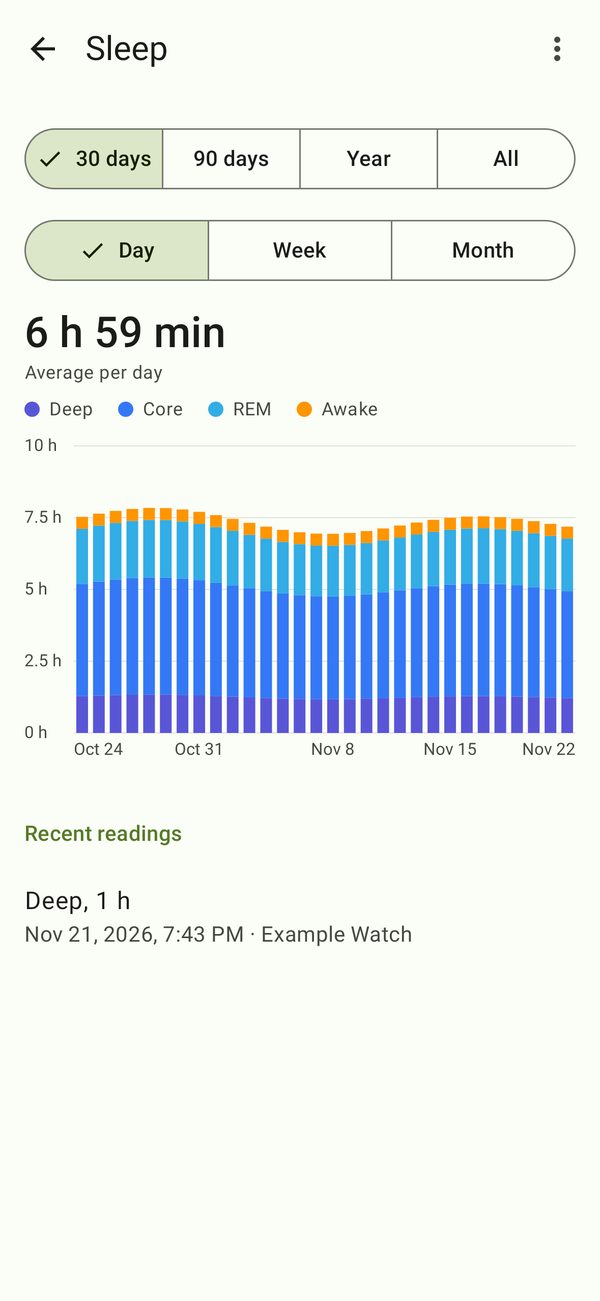 Sleep
30 days 90 days Year All
Day Week Month
6 h 59 min
Average per day
Deep Core REM Awake
10 h
7.5 h
5 h
2.5 h
0 h
Oct 24 Oct 31 Nov 8 Nov 15 Nov 22
Recent readings
Deep, 1 h
Nov 21, 2026, 7:43 PM · Example Watch